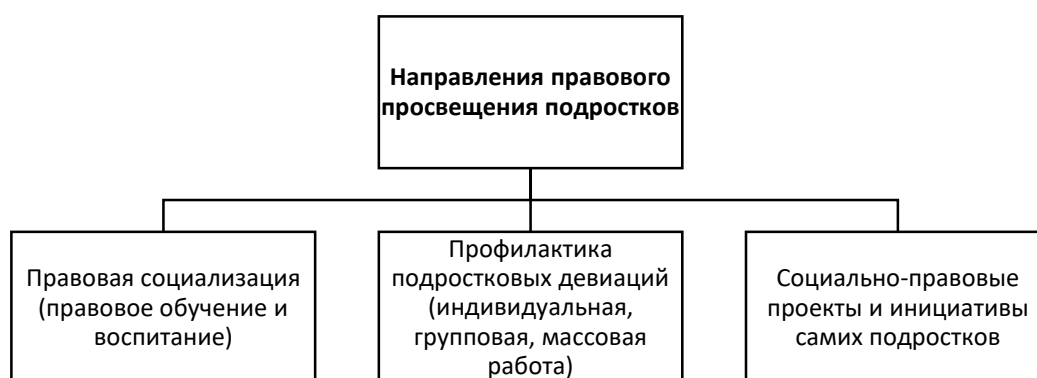 Направления правового
просвещения подростков
Правовая социализация
(правовое обучение и
воспитание)
Профилактика
подростковых девиаций
(индивидуальная,
групповая, массовая
работа)
Социально-правовые
проекты и инициативы
самих подростков